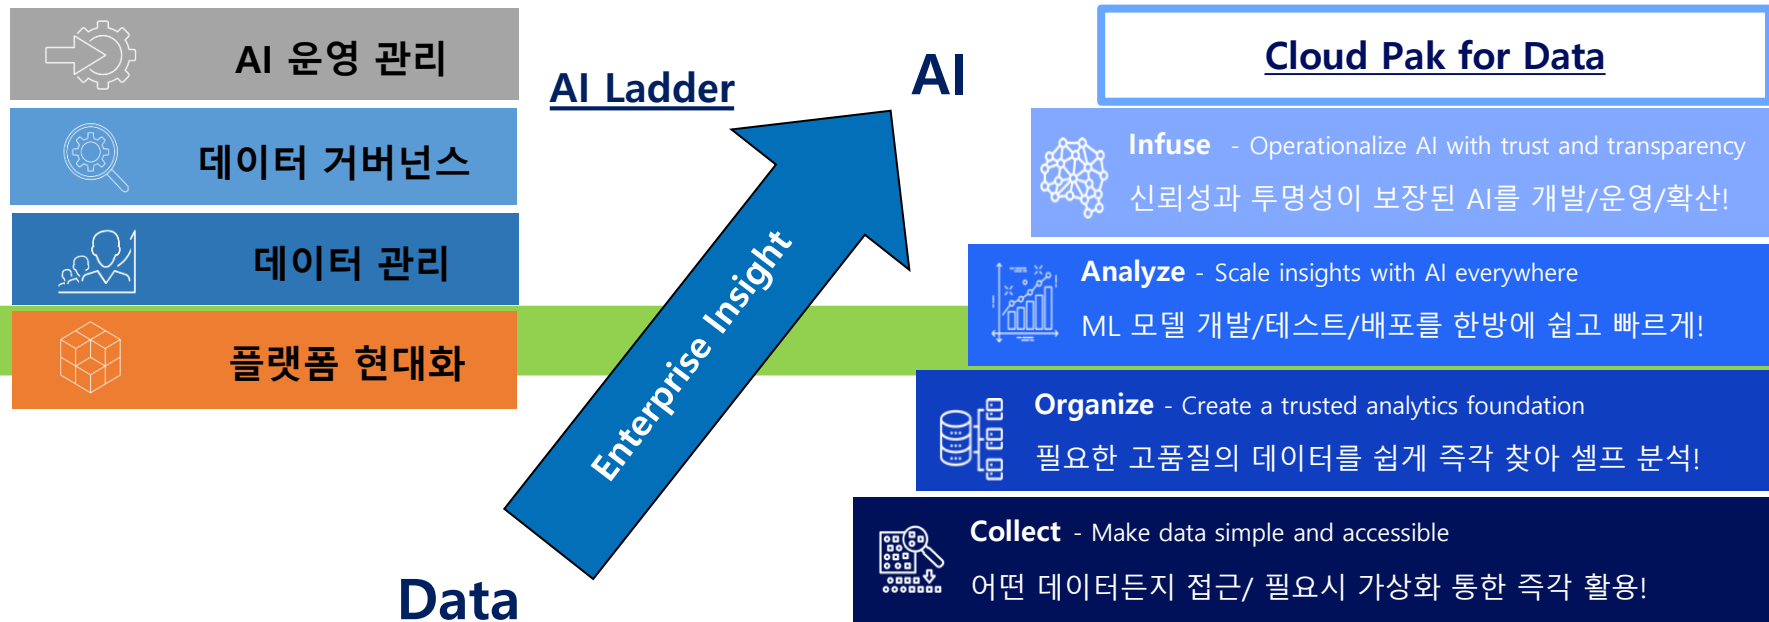 AI 운영 관리
데이터 거버넌스
데이터 관리
플랫폼 현대화
AI Ladder
AI
Enterprise Insight
Data
Cloud Pak for Data
Infuse - Operationalize AI with trust and transparency
신뢰성과 투명성이 보장된 AI를 개발/운영/확산!
Analyze - Scale insights with AI everywhere
ML 모델 개발/테스트/배포를 한방에 쉽고 빠르게!
Organize - Create a trusted analytics foundation
필요한 고품질의 데이터를 쉽게 즉각 찾아 셀프 분석!
Collect - Make data simple and accessible
어떤 데이터든지 접근/ 필요시 가상화 통한 즉각 활용!